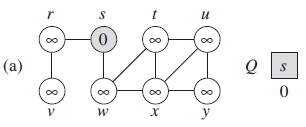 r s t u
∞ 0 ∞ ∞
(a) Q s
∞ ∞ ∞ ∞ 0
v w x y